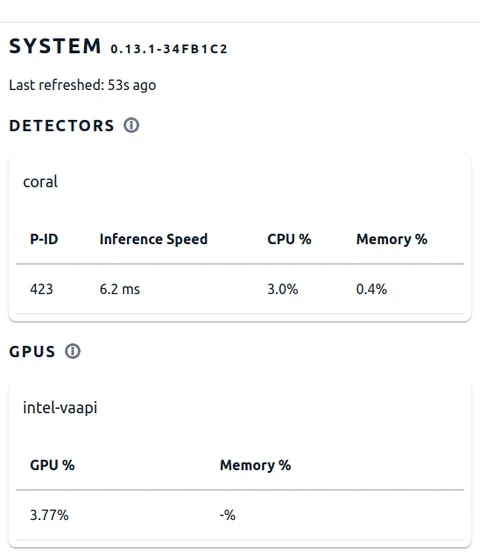 SYSTEM 0.13.1-34FB1C2
Last refreshed: 53s ago
DETECTORS
coral
P-ID Inference Speed CPU % Memory %
423 6.2 ms 3.0% 0.4%
GPUS
intel-vaapi
GPU % Memory %
3.77% -%